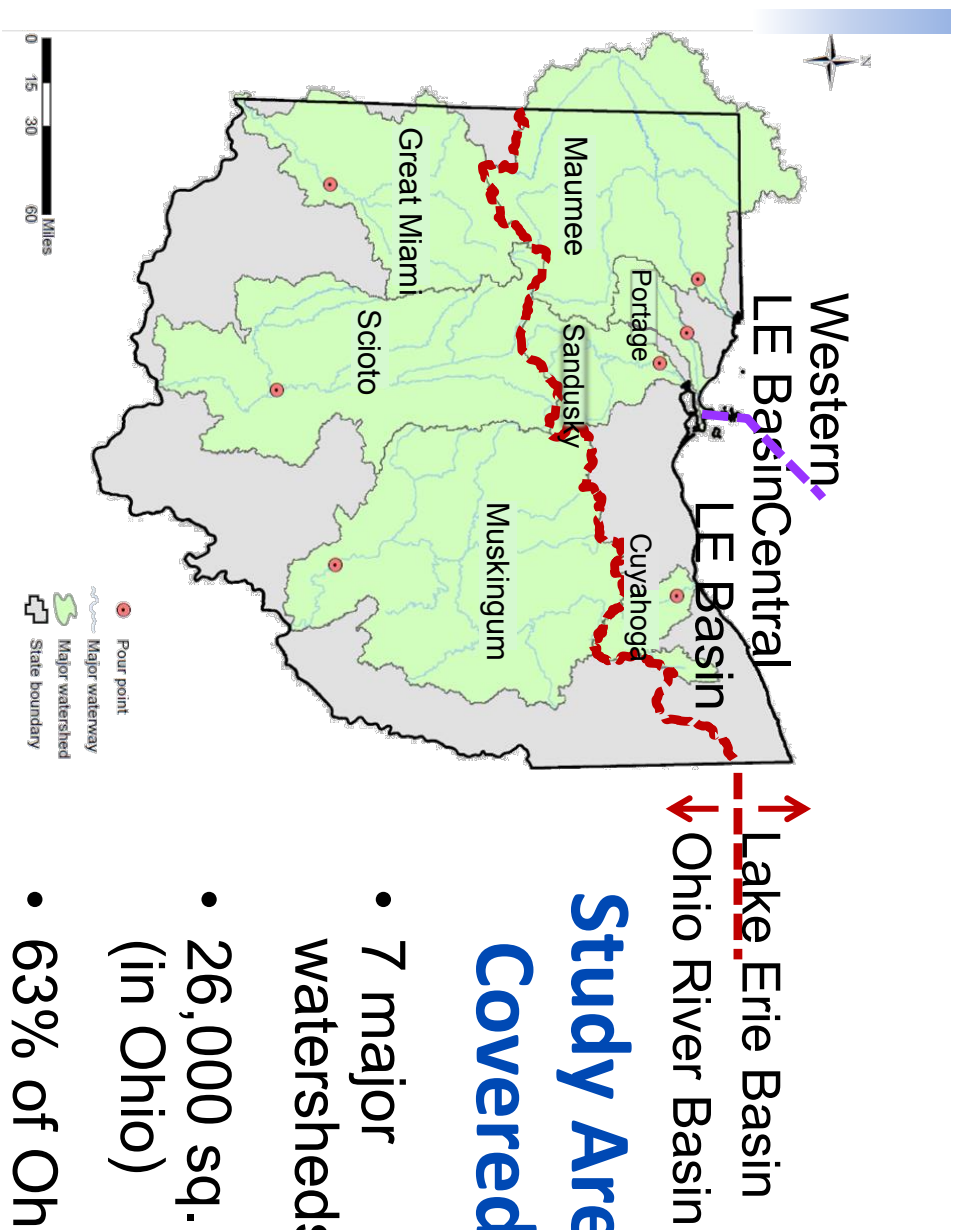 N
Western
LE Basin
Central
LE Basin
Maumee
Portage
Sandusky
Cuyahoga
Great Miami
Scioto
Muskingum
0 15 30 60
Miles
Pour point
Major waterway
Major watershed
State boundary
Lake Erie Basin
Ohio River Basin
Study Are
Covered
• 7 major
watersheds
• 26,000 sq.
(in Ohio)
• 63% of Oh